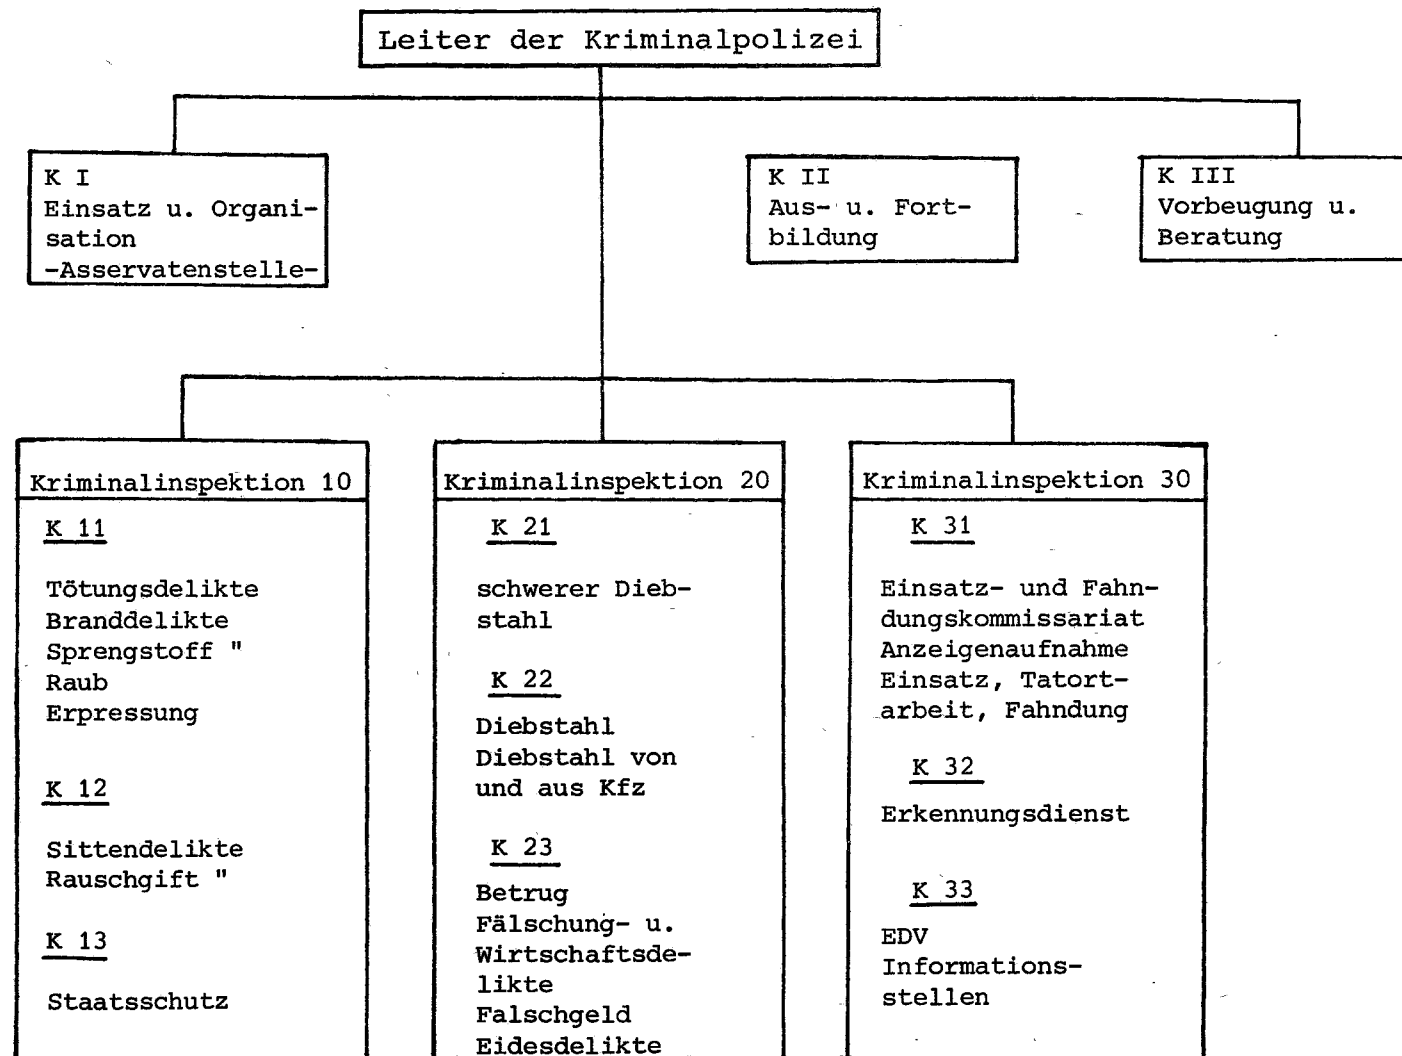 Leiter der Kriminalpolizei
K I
Einsatz u. Organi-
sation
-Asservatenstelle-
K II
Aus- u. Fort-
bildung
K III
Vorbeugung u.
Beratung
Kriminalinspektion 10
K 11
Tötungsdelikte
Branddelikte
Sprengstoff "
Raub
Erpressung
K 12
Sittendelikte
Rauschgift "
K 13
Staatsschutz
Kriminalinspektion 20
K 21
schwerer Dieb-
stahl
K 22
Diebstahl
Diebstahl von
und aus Kfz
K 23
Betrug
Fälschung- u.
Wirtschaftsde-
likte
Falschgeld
Eidesdelikte
Kriminalinspektion 30
K 31
Einsatz- und Fahn-
dungskommissariat
Anzeigenaufnahme
Einsatz, Tatort-
arbeit, Fahndung
K 32
Erkennungsdienst
K 33
EDV
Informations-
stellen